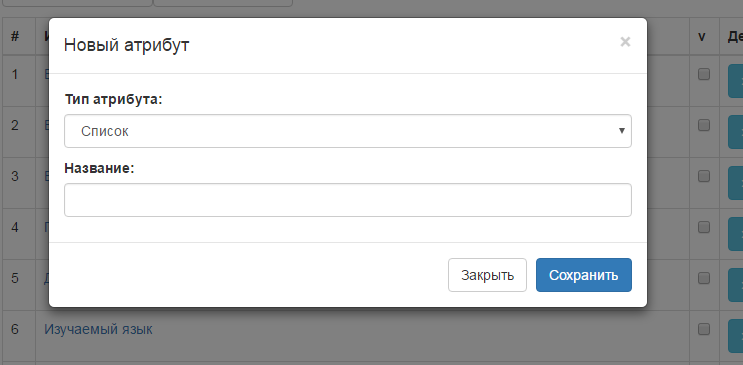 #
v
Новый атрибут
×
1
Тип атрибута:
Список
2
Название:
3
4
5
Закрыть
Сохранить
6
Изучаемый язык